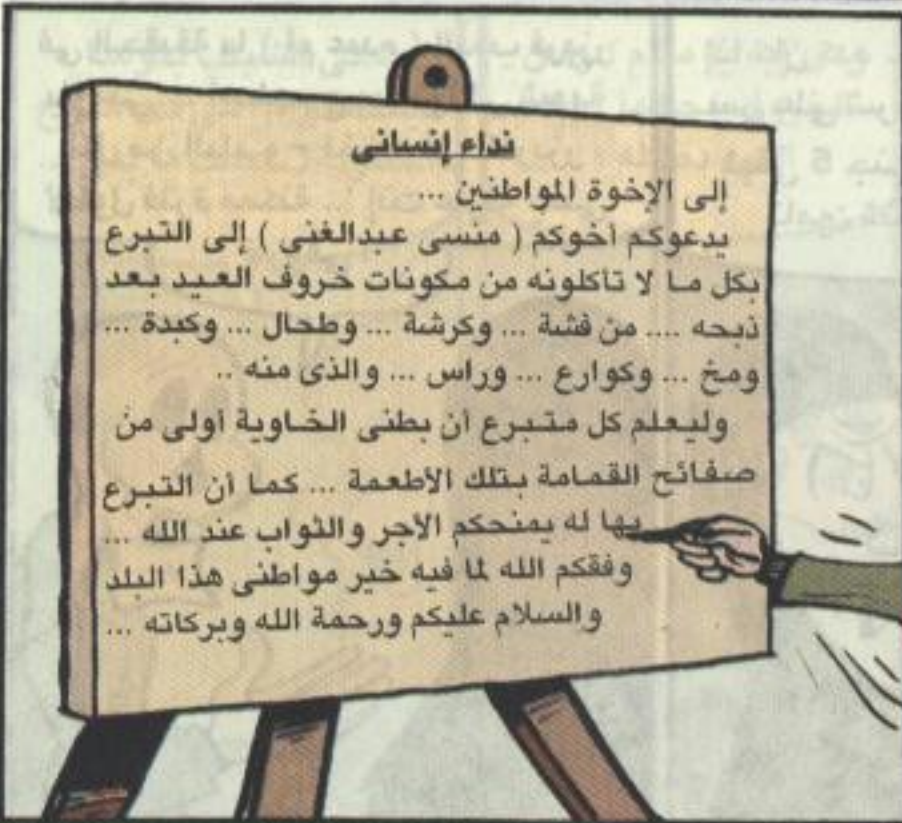 نداء إنسانى
إلى الإخوة المواطنين ...
يدعوكم أخوكم ( منسى عبدالغنى ) إلى التبرع
بكل ما لا تأكلونه من مكونات خروف العيد بعد
ذبحه .... من فشة ... وكرشة ... وطحال ... وكبدة ...
ومخ ... وكوارع ... وراس ... والذى منه ..
وليعلم كل متبرع أن بطنى الخاوية أولى من
صفائح القمامة بتلك الأطعمة ... كما أن التبرع
بها له يمنحكم الأجر والثواب عند الله ...
وفقكم الله لما فيه خير مواطنى هذا البلد
والسلام عليكم ورحمة الله وبركاته ...